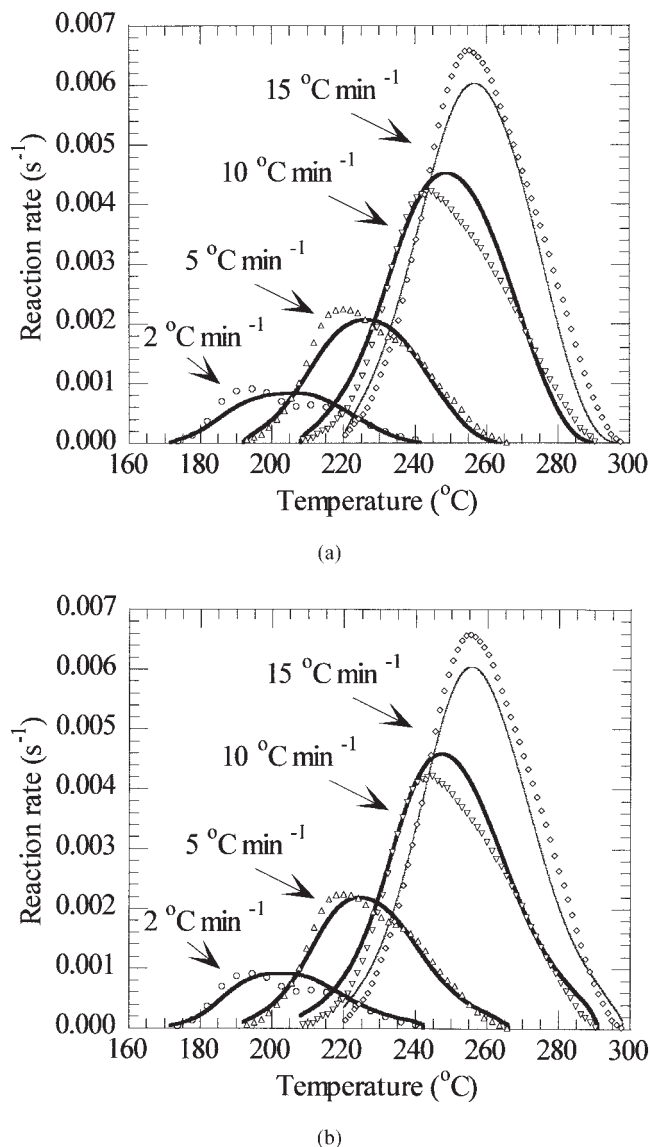 0.007
0.006
0.005
0.004
0.003
0.002
0.001
0.000
Reaction rate (s⁻¹)
15 °C min⁻¹
10 °C min⁻¹
5 °C min⁻¹
2 °C min⁻¹
160 180 200 220 240 260 280 300
Temperature (°C)
(a)
0.007
0.006
0.005
0.004
0.003
0.002
0.001
0.000
Reaction rate (s⁻¹)
15 °C min⁻¹
10 °C min⁻¹
5 °C min⁻¹
2 °C min⁻¹
160 180 200 220 240 260 280 300
Temperature (°C)
(b)